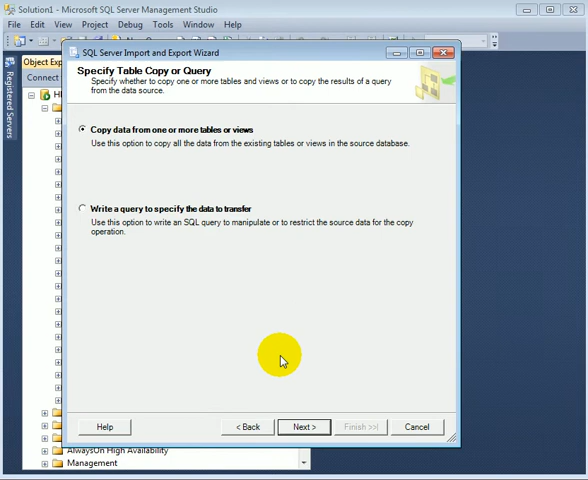 Solution1 - Microsoft SQL Server Management Studio
File Edit View Project Debug Tools Window Help
Registered Servers
Object Exp
Connect
SQL Server Import and Export Wizard
Specify Table Copy or Query
Specify whether to copy one or more tables and views or to copy the results of a query
from the data source.
Copy data from one or more tables or views
Use this option to copy all the data from the existing tables or views in the source database.
Write a query to specify the data to transfer
Use this option to write an SQL query to manipulate or to restrict the source data for the copy
operation.
Help < Back Next > Finish >>| Cancel
AlwaysOn High Availability
Management